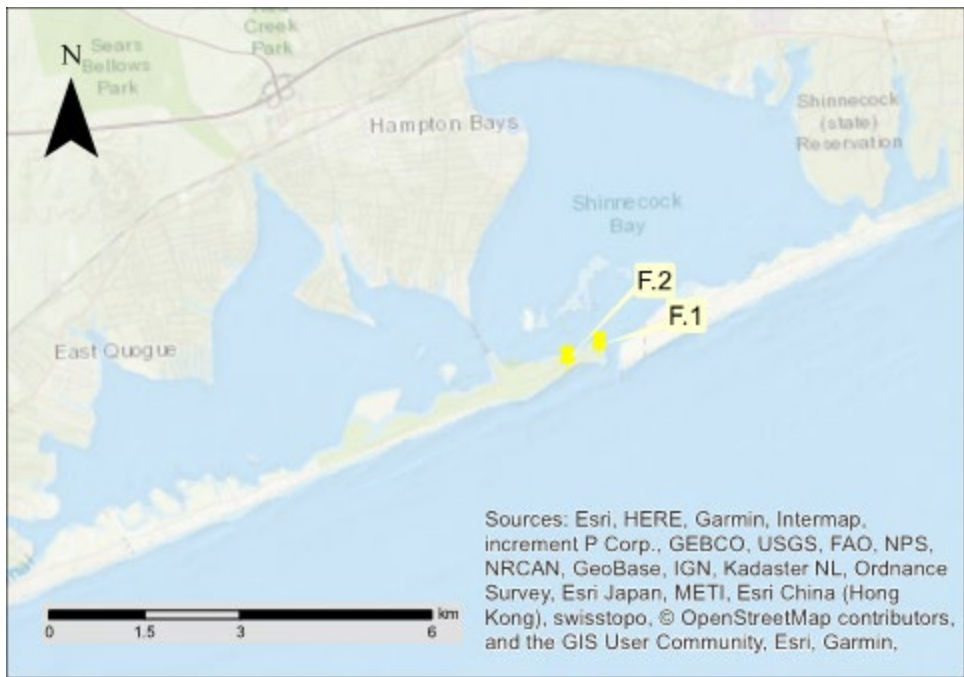 Creek
Park
Sears
Bellows
Park
N
Hampton Bays
Shinnecock
(state)
Reservation
Shinnecock
Bay
F.2
F.1
East Quogue
Sources: Esri, HERE, Garmin, Intermap,
increment P Corp., GEBCO, USGS, FAO, NPS,
NRCAN, GeoBase, IGN, Kadaster NL, Ordnance
Survey, Esri Japan, METI, Esri China (Hong
Kong), swisstopo, © OpenStreetMap contributors,
and the GIS User Community, Esri, Garmin,
km
0 1.5 3 6